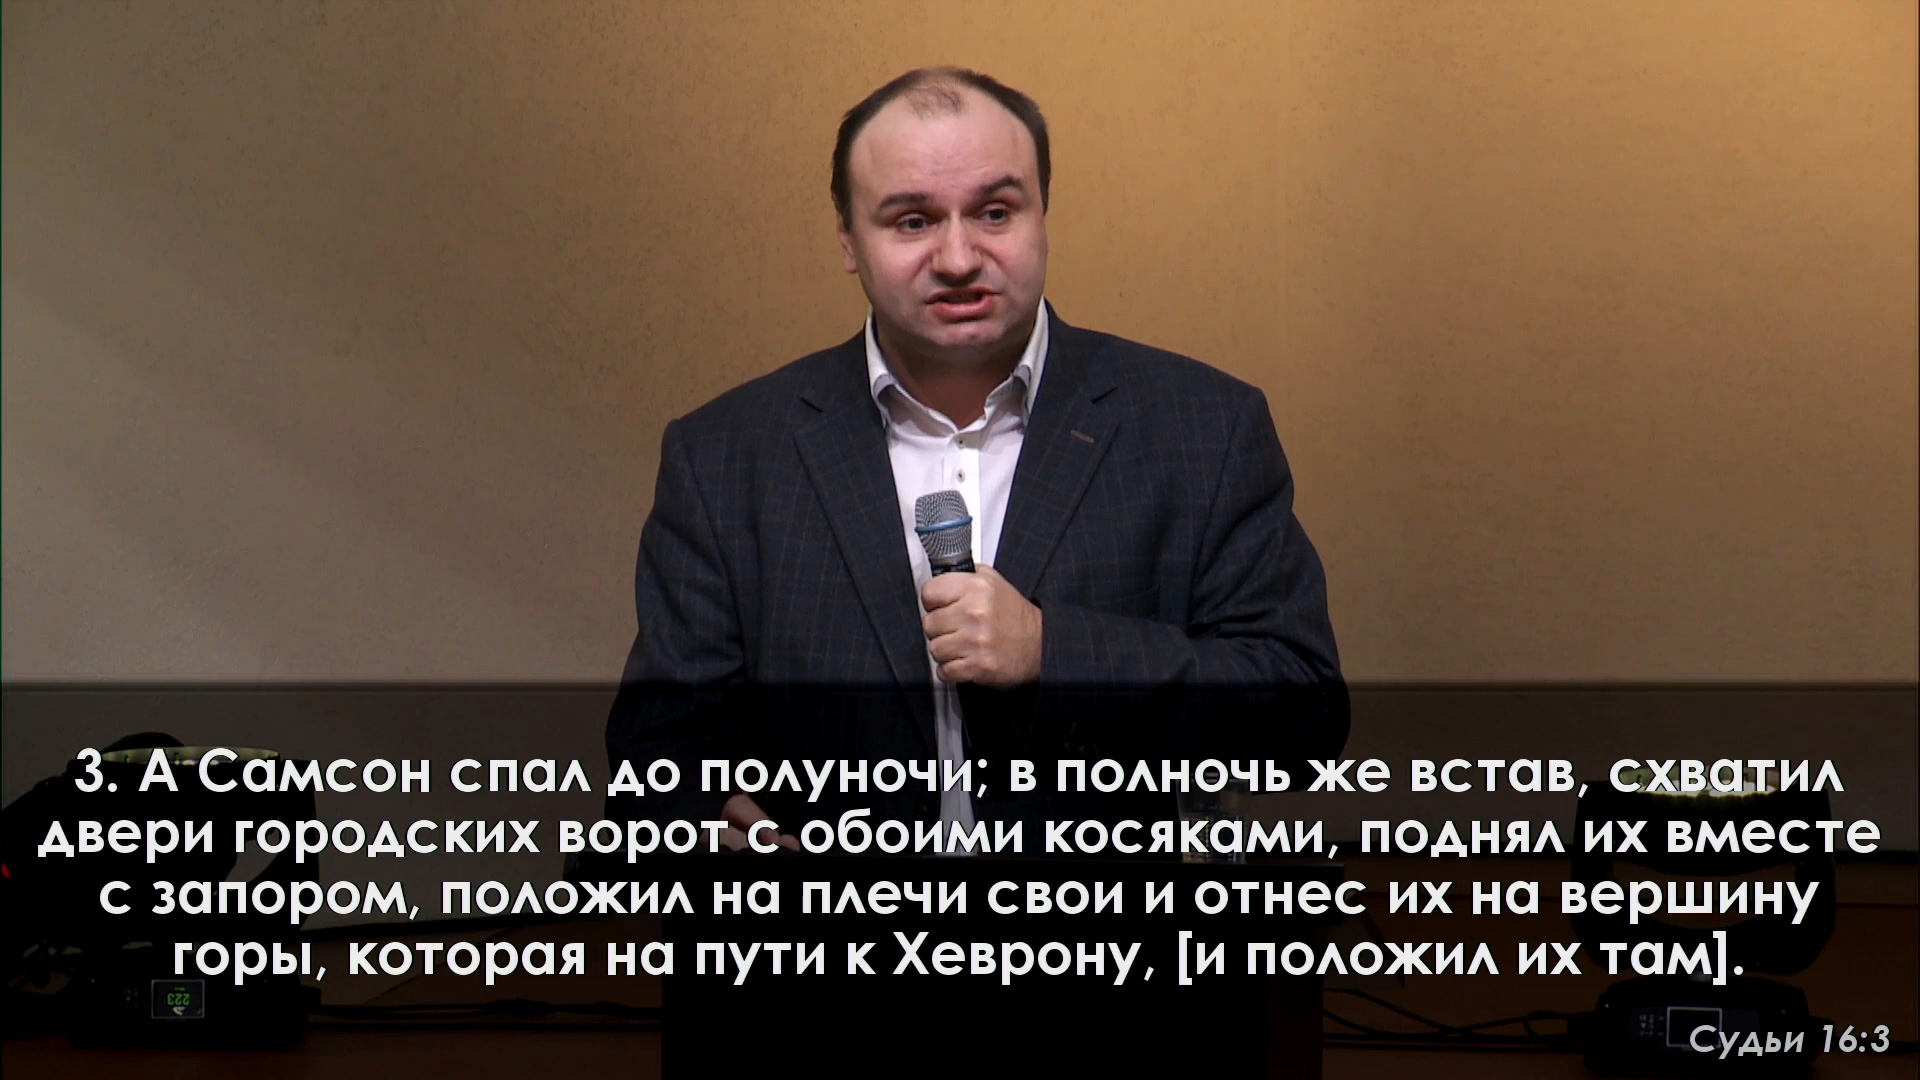 3. А Самсон спал до полуночи; в полночь же встав, схватил
двери городских ворот с обоими косяками, поднял их вместе
с запором, положил на плечи свои и отнес их на вершину
горы, которая на пути к Хеврону, [и положил их там].
223
Судьи 16:3